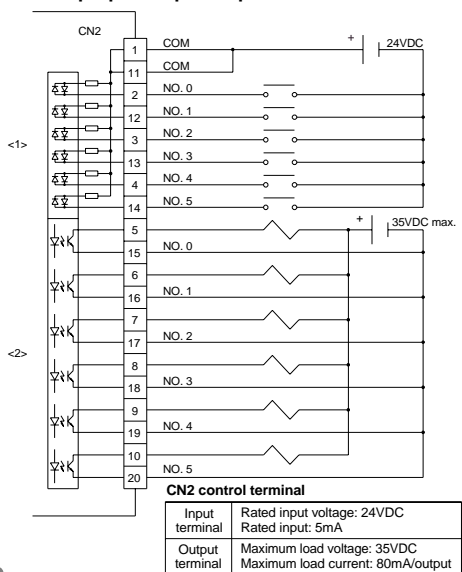 CN2
1 COM + 24VDC
11 COM
2 NO. 0
12 NO. 1
<1> 3 NO. 2
13 NO. 3
4 NO. 4
14 NO. 5
5 + 35VDC max.
15 NO. 0
6
16 NO. 1
7
17 NO. 2
<2> 8
18 NO. 3
9
19 NO. 4
10
20 NO. 5
CN2 control terminal
Input terminal Rated input voltage: 24VDC
Rated input: 5mA
Output terminal Maximum load voltage: 35VDC
Maximum load current: 80mA/output